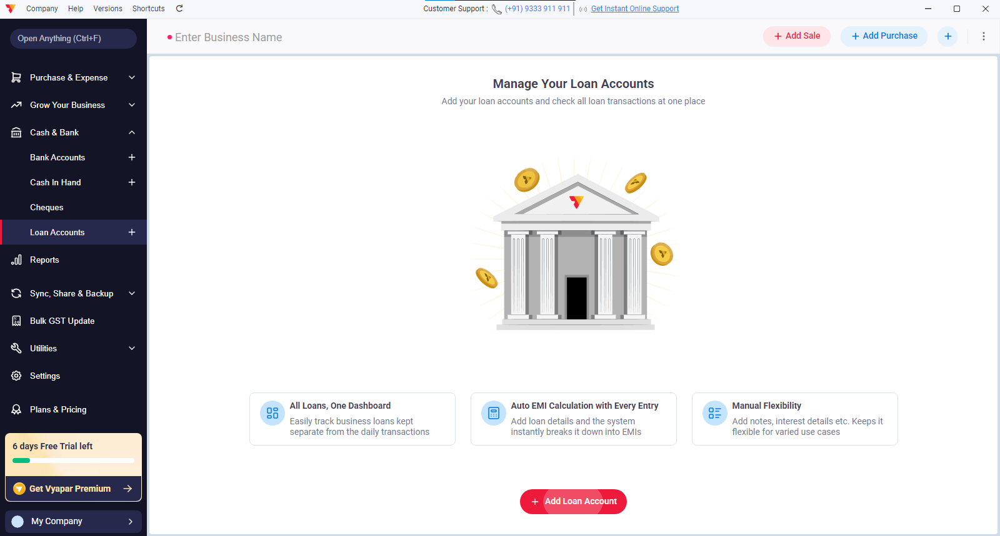 Company Help Versions Shortcuts
Customer Support : (+91) 9333 911 911 Get Instant Online Support
Open Anything (Ctrl+F)
Enter Business Name
Add Sale
Add Purchase
Purchase & Expense
Grow Your Business
Cash & Bank
Bank Accounts
Cash In Hand
Cheques
Loan Accounts
Reports
Sync, Share & Backup
Bulk GST Update
Utilities
Settings
Plans & Pricing
6 days Free Trial left
Get Vyapar Premium
My Company
Manage Your Loan Accounts
Add your loan accounts and check all loan transactions at one place
All Loans, One Dashboard
Easily track business loans kept
separate from the daily transactions
Auto EMI Calculation with Every Entry
Add loan details and the system
instantly breaks it down into EMIs
Manual Flexibility
Add notes, interest details etc. Keeps it
flexible for varied use cases
Add Loan Account